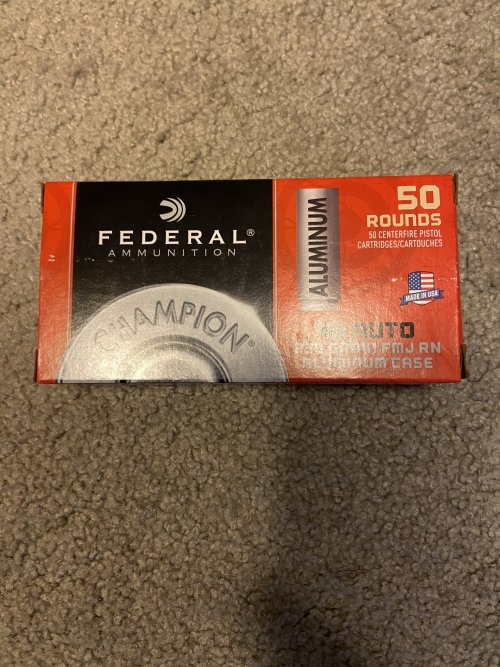 FEDERAL®
AMMUNITION
CHAMPION®
ALUMINUM
50
ROUNDS
50 CENTERFIRE PISTOL
CARTRIDGES/CARTOUCHES
MADE IN USA
AUTO
GRAIN FMJ RN
ALUMINUM CASE